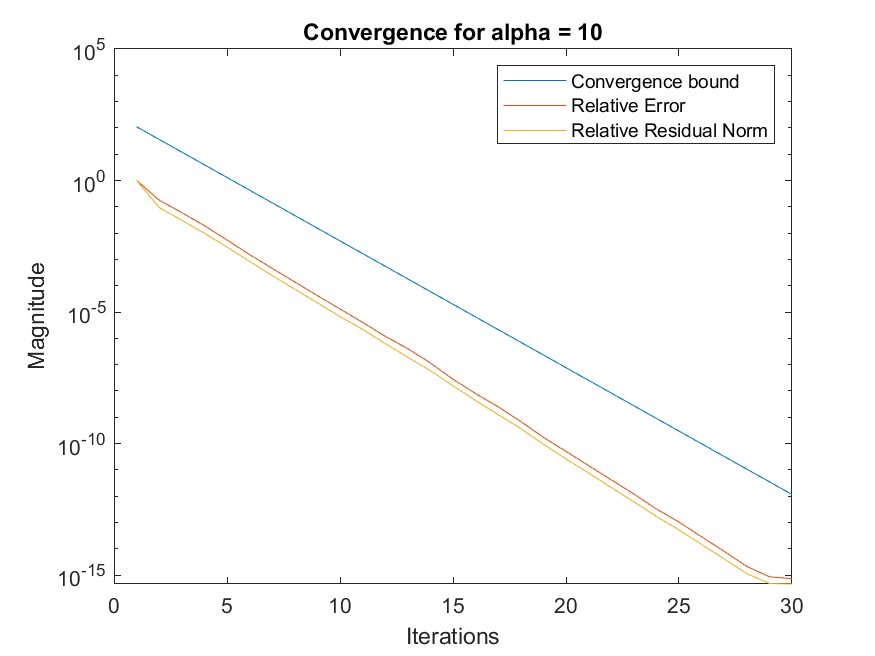 Convergence for alpha = 10
10^5
10^0
10^-5
10^-10
10^-15
Magnitude
Convergence bound
Relative Error
Relative Residual Norm
0 5 10 15 20 25 30
Iterations